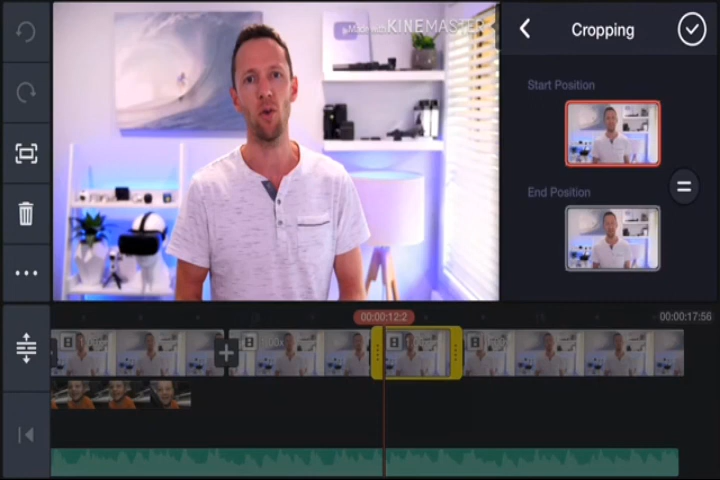 Made with KINEMASTER
Cropping
Start Position
End Position
00:00:12:2
00:00:17:56